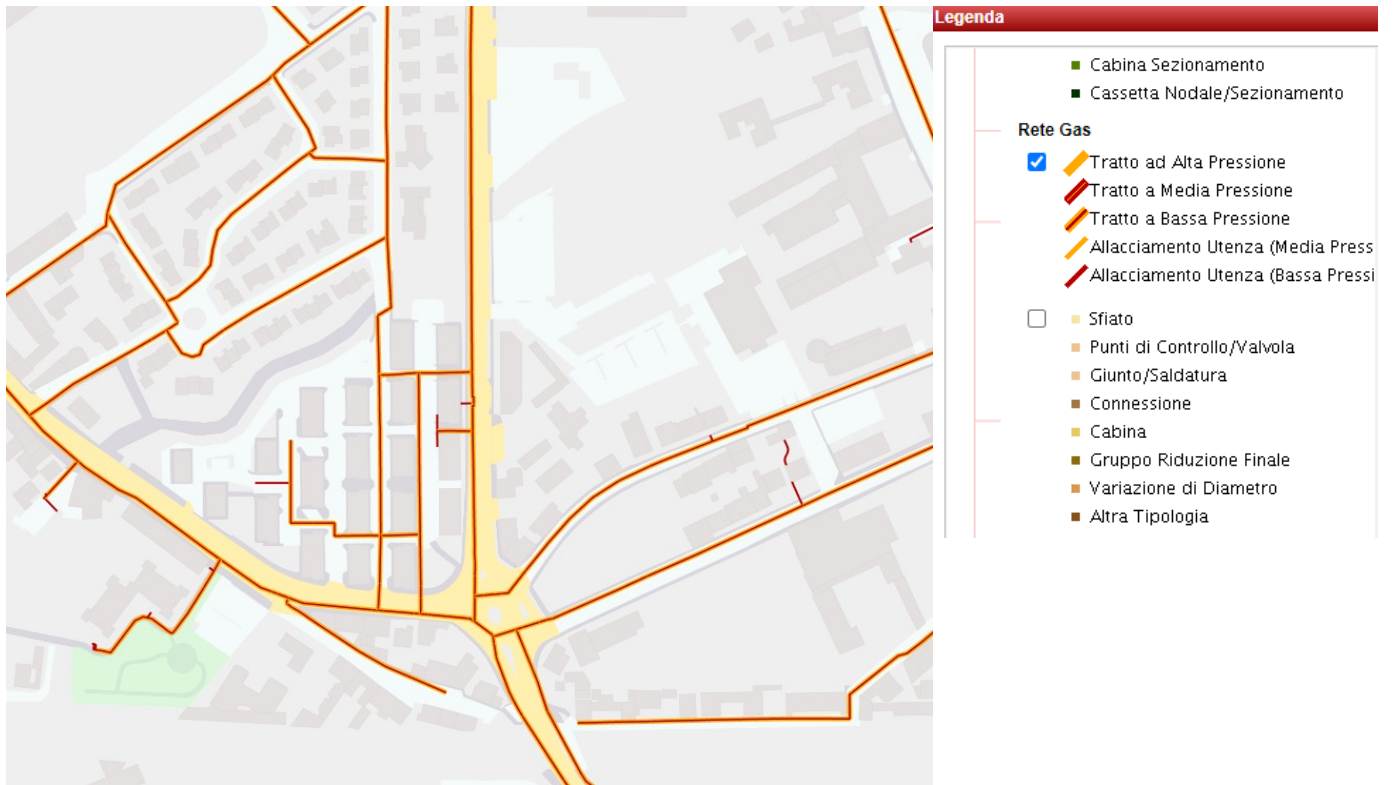 Legenda
Cabina Sezionamento
Cassetta Nodale/Sezionamento
Rete Gas
Tratto ad Alta Pressione
Tratto a Media Pressione
Tratto a Bassa Pressione
Allacciamento Utenza (Media Press
Allacciamento Utenza (Bassa Pressi
Sfiato
Punti di Controllo/Valvola
Giunto/Saldatura
Connessione
Cabina
Gruppo Riduzione Finale
Variazione di Diametro
Altra Tipologia